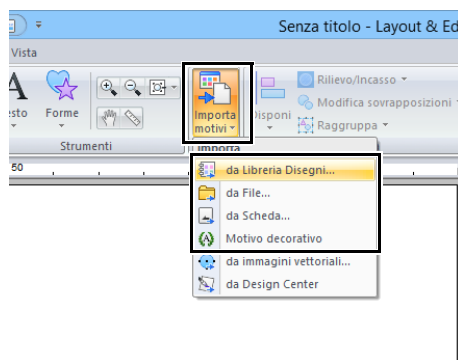 Senza titolo - Layout & Ed
Vista
esto
Forme
Importa
motivi
Disponi
Rilievo/Incasso
Modifica sovrapposizioni
Raggruppa
Strumenti
Importa
50
da Libreria Disegni...
da File...
da Scheda...
Motivo decorativo
da immagini vettoriali...
da Design Center